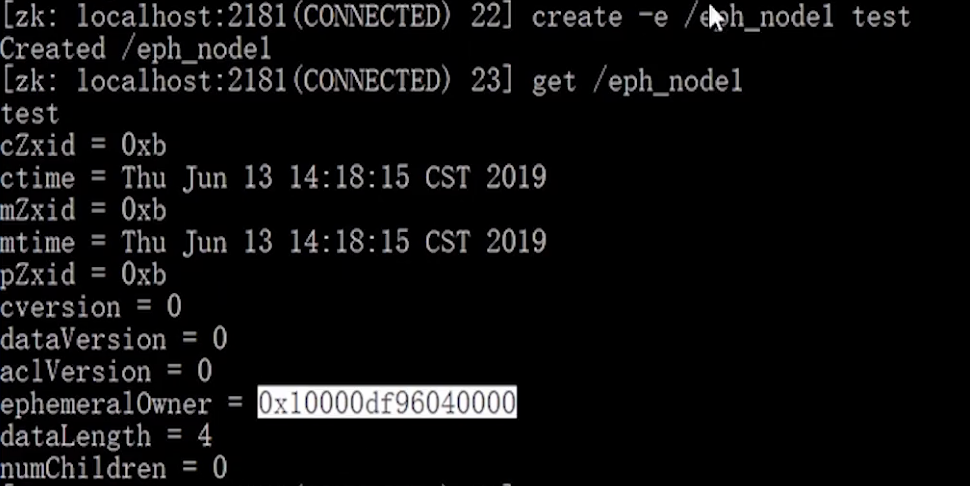 [zk: localhost:2181(CONNECTED) 22] create -e /eph_node1 test
Created /eph_node1
[zk: localhost:2181(CONNECTED) 23] get /eph_node1
test
cZxid = 0xb
ctime = Thu Jun 13 14:18:15 CST 2019
mZxid = 0xb
mtime = Thu Jun 13 14:18:15 CST 2019
pZxid = 0xb
cversion = 0
dataVersion = 0
aclVersion = 0
ephemeralOwner = 0x10000df96040000
dataLength = 4
numChildren = 0